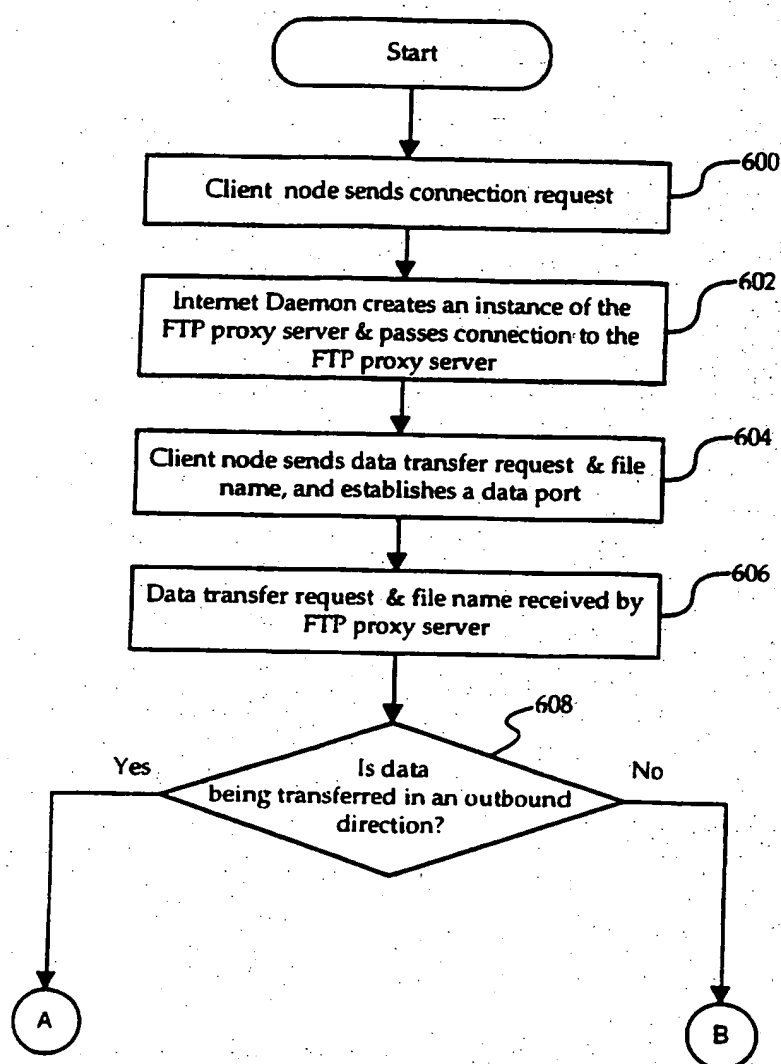 Start
600
Client node sends connection request
602
Internet Daemon creates an instance of the
FTP proxy server & passes connection to the
FTP proxy server
604
Client node sends data transfer request & file
name, and establishes a data port
606
Data transfer request & file name received by
FTP proxy server
608
Yes
Is data
No
being transferred in an outbound
direction?
A
B